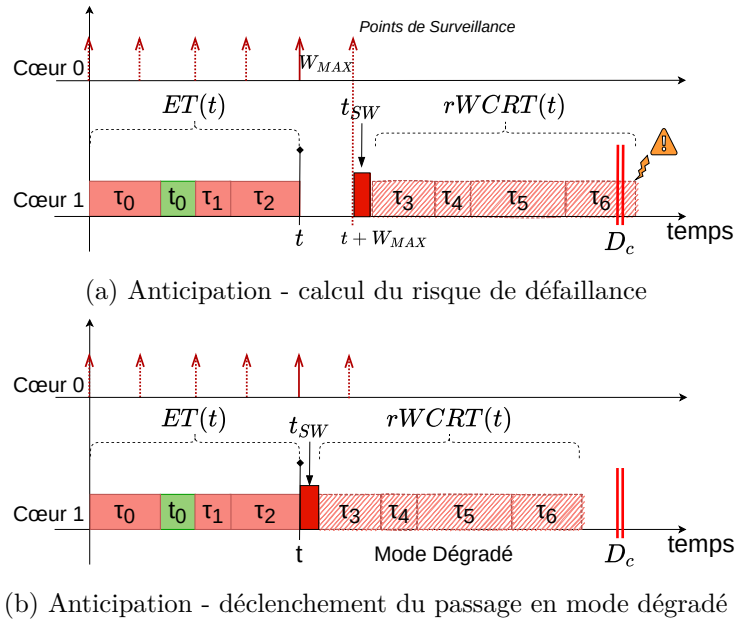 Points de Surveillance
Cœur 0
W_MAX
ET(t)
t_SW
rWCRT(t)
Cœur 1
τ0 t0 τ1 τ2 τ3 τ4 τ5 τ6
t
t + W_MAX
D_c
temps
(a) Anticipation - calcul du risque de défaillance
Cœur 0
ET(t)
t_SW
rWCRT(t)
Cœur 1
τ0 t0 τ1 τ2 τ3 τ4 τ5 τ6
t
Mode Dégradé
D_c
temps
(b) Anticipation - déclenchement du passage en mode dégradé